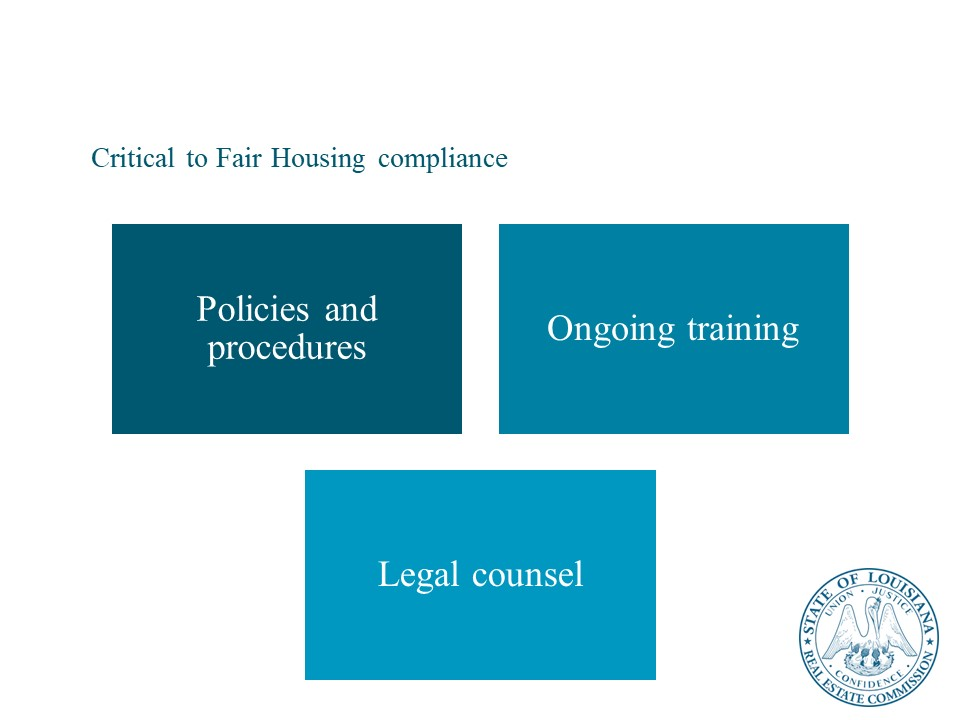 Critical to Fair Housing compliance
Policies and
procedures
Ongoing training
Legal counsel
STATE OF LOUISIANA
UNION · JUSTICE
· CONFIDENCE ·
REAL ESTATE COMMISSION